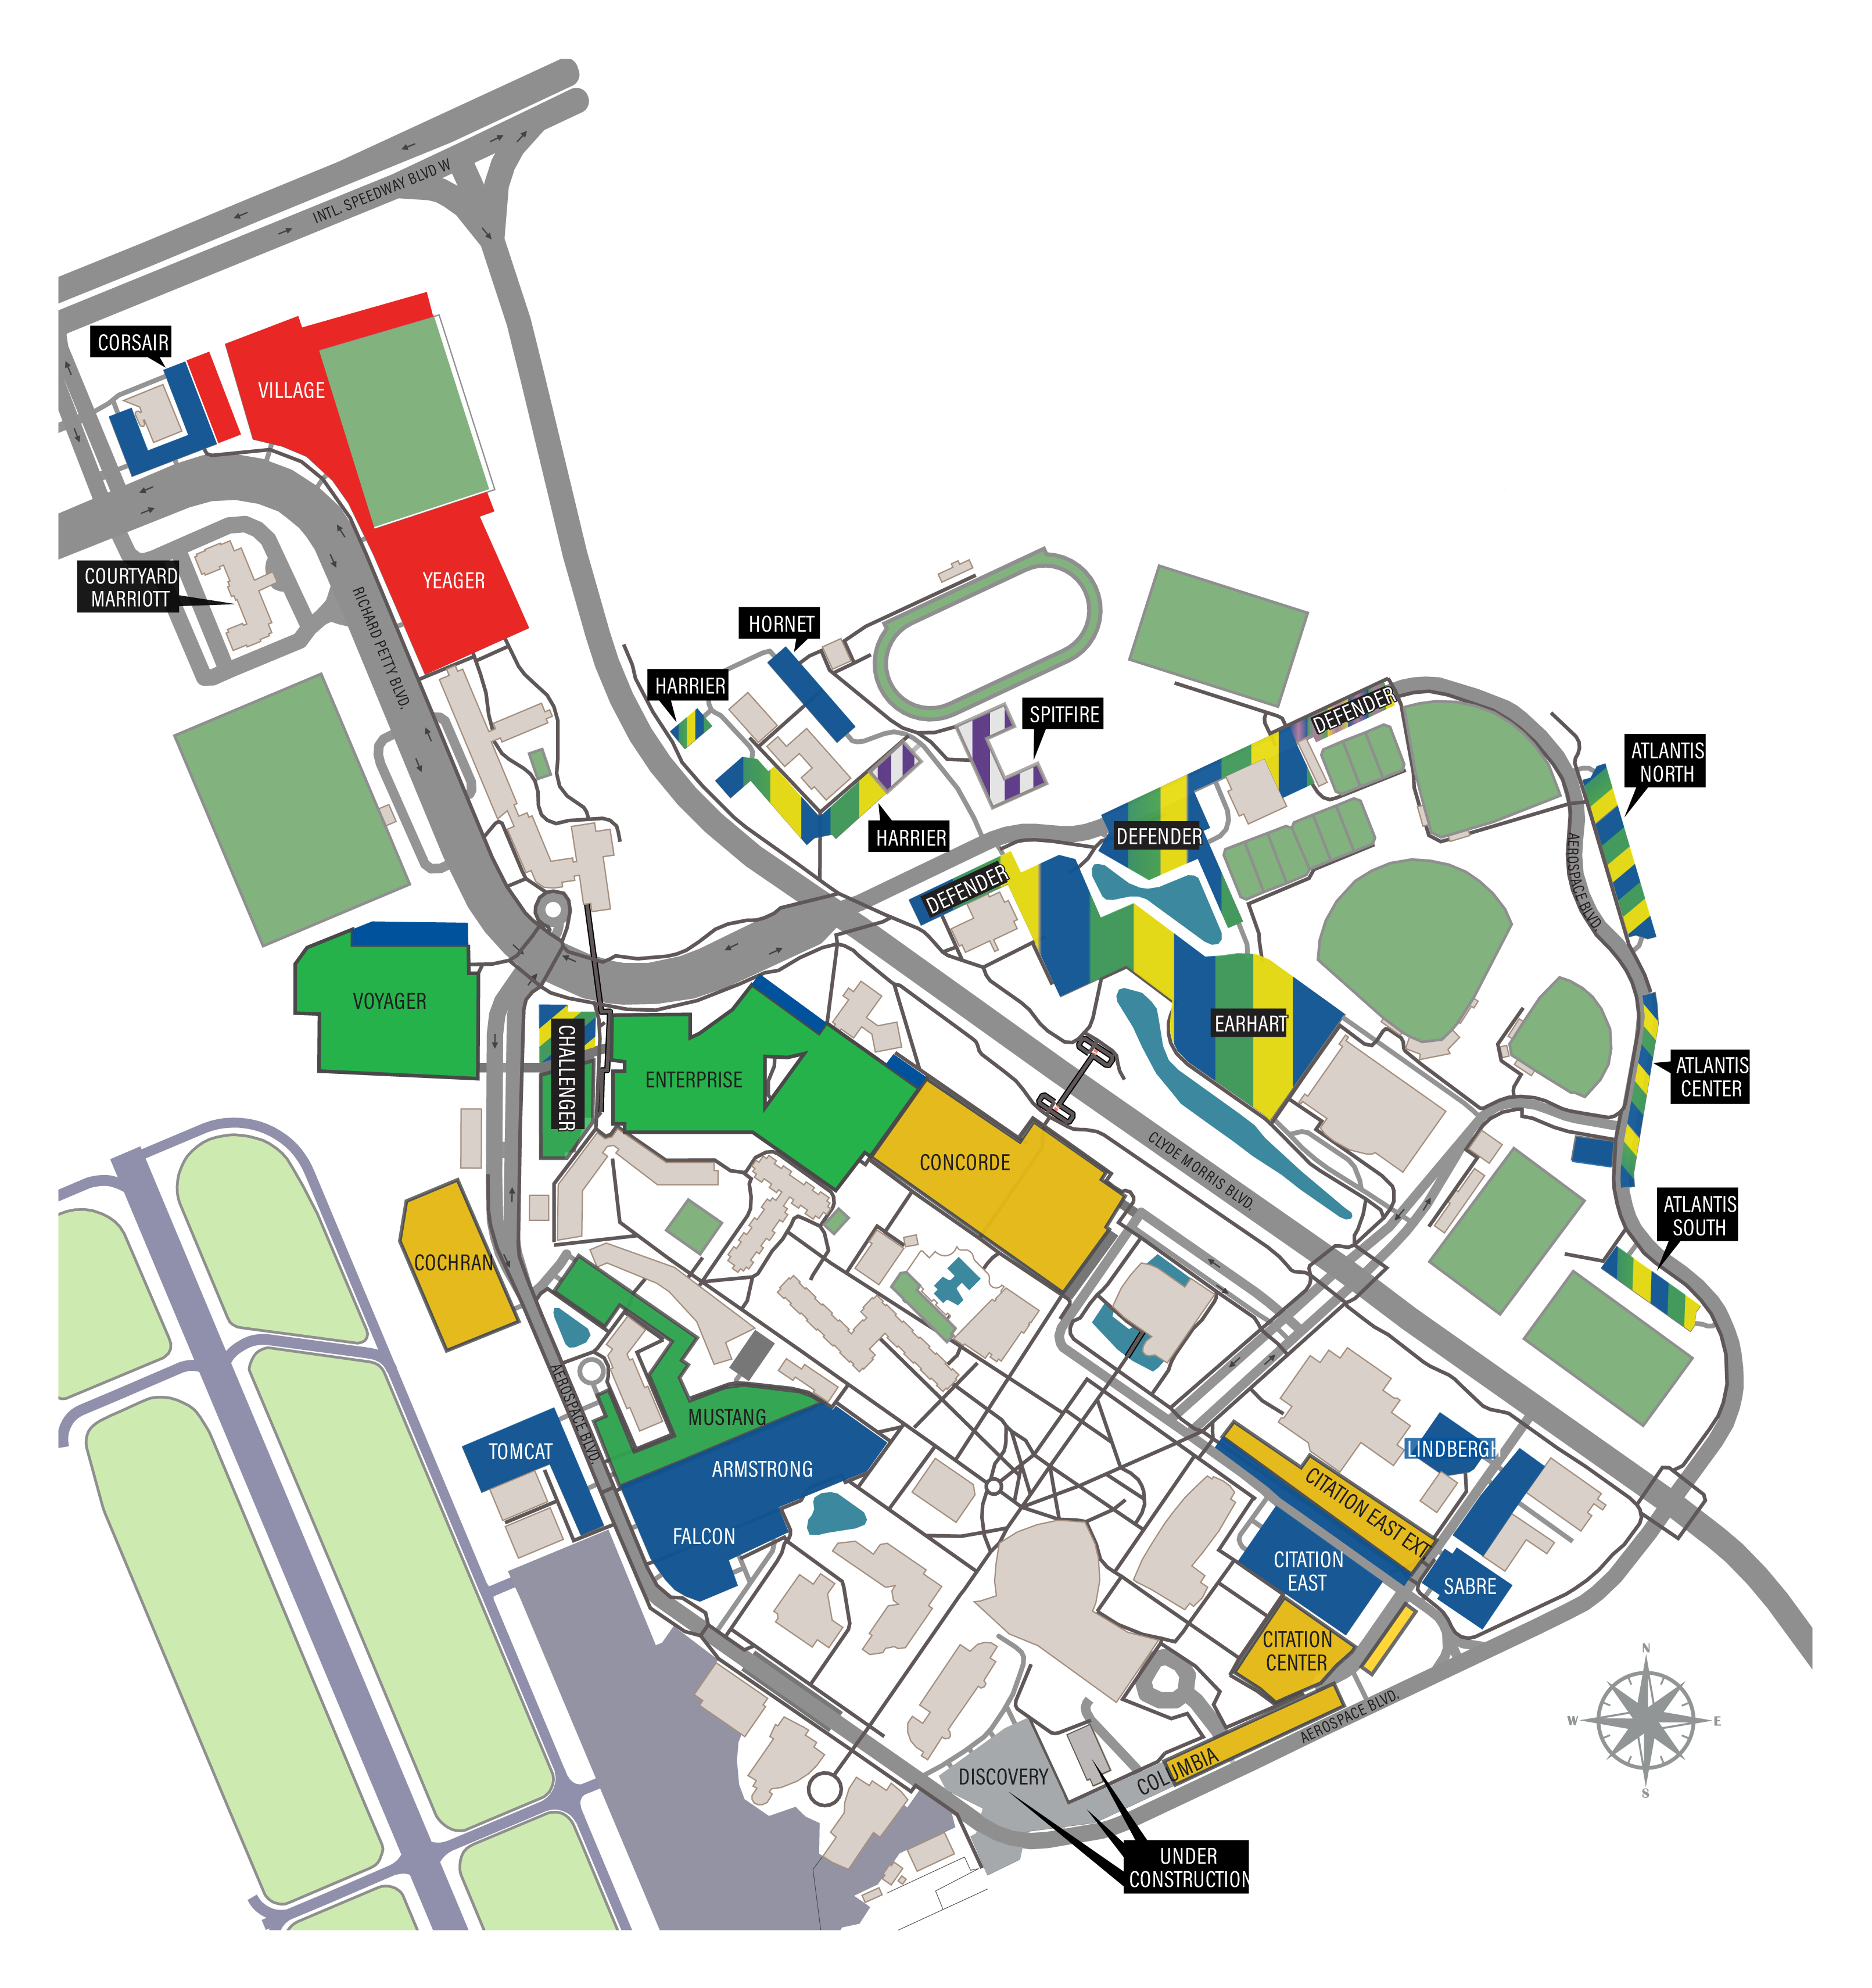 INTL. SPEEDWAY BLVD W
CORSAIR
VILLAGE
COURTYARD
MARRIOTT
YEAGER
RICHARD PETTY BLVD.
HORNET
HARRIER
SPITFIRE
HARRIER
DEFENDER
ATLANTIS
NORTH
DEFENDER
DEFENDER
AEROSPACE BLVD.
VOYAGER
CHALLENGER
ENTERPRISE
EARHART
ATLANTIS
CENTER
CONCORDE
CLYDE MORRIS BLVD.
ATLANTIS
SOUTH
COCHRAN
AEROSPACE BLVD.
MUSTANG
TOMCAT
ARMSTRONG
LINDBERGH
FALCON
CITATION EAST EXT
CITATION
EAST
SABRE
CITATION
CENTER
N
W
E
S
AEROSPACE BLVD.
COLUMBIA
DISCOVERY
UNDER
CONSTRUCTION